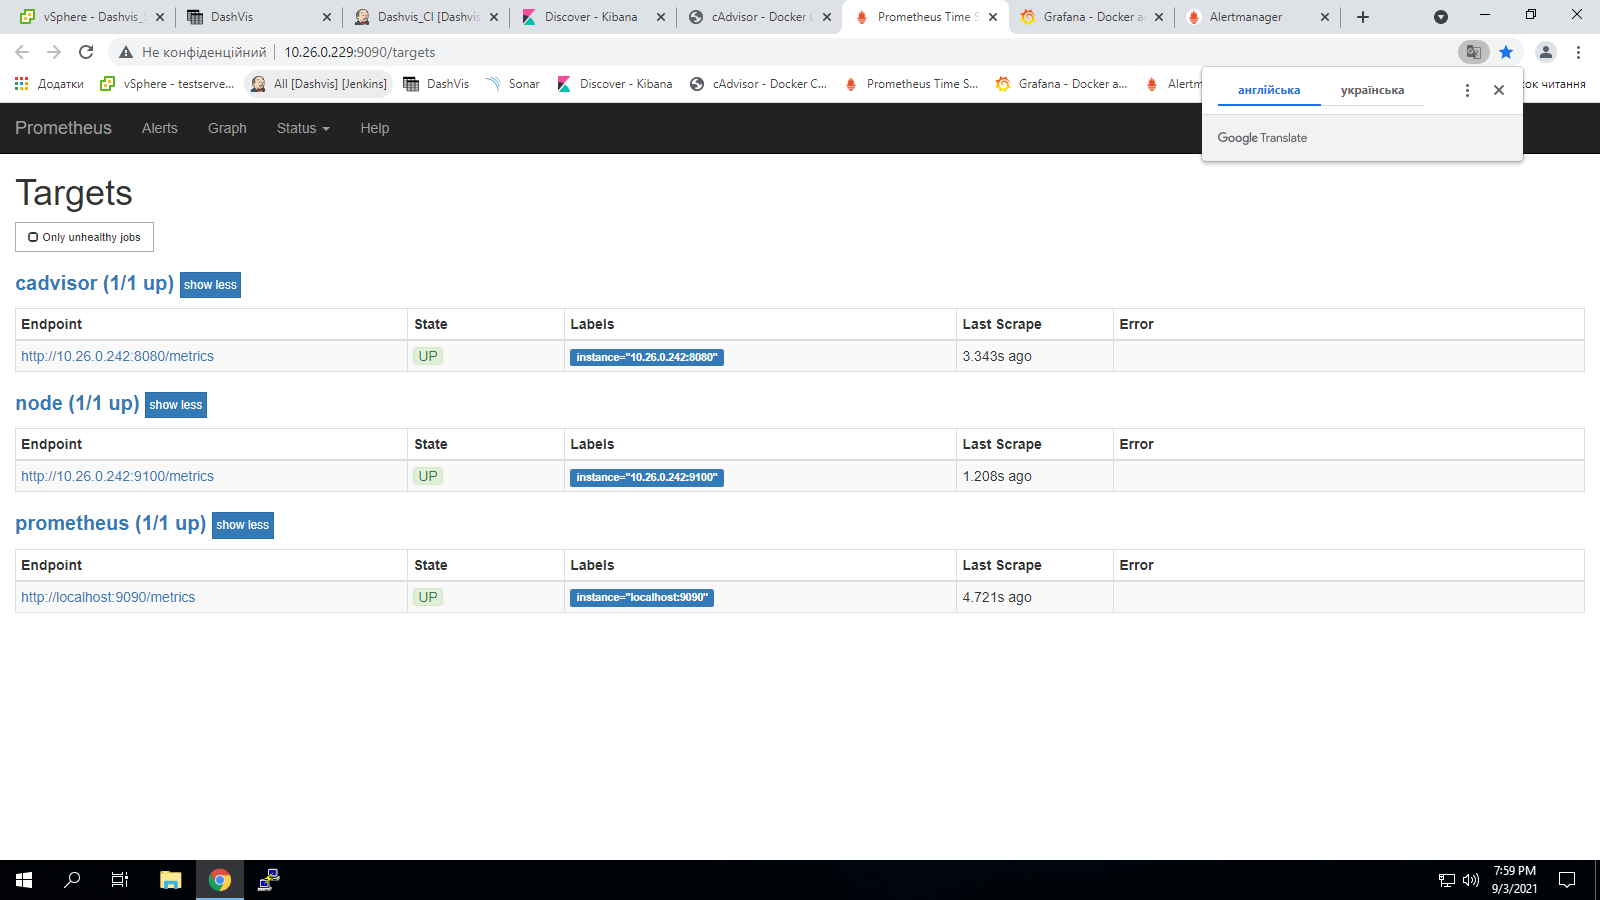 vSphere - Dashvis_
DashVis
Dashvis_CI [Dashvis
Discover - Kibana
cAdvisor - Docker
Prometheus Time S
Grafana - Docker a
Alertmanager
Не конфіденційний
10.26.0.229:9090/targets
Додатки
vSphere - testserve...
All [Dashvis] [Jenkins]
DashVis
Sonar
Discover - Kibana
cAdvisor - Docker C...
Prometheus Time S...
Grafana - Docker a...
Alertm
ок читання
англійська
українська
Google Translate
Prometheus
Alerts
Graph
Status
Help
Targets
Only unhealthy jobs
cadvisor (1/1 up) show less
Endpoint State Labels Last Scrape Error
http://10.26.0.242:8080/metrics UP instance="10.26.0.242:8080" 3.343s ago
node (1/1 up) show less
Endpoint State Labels Last Scrape Error
http://10.26.0.242:9100/metrics UP instance="10.26.0.242:9100" 1.208s ago
prometheus (1/1 up) show less
Endpoint State Labels Last Scrape Error
http://localhost:9090/metrics UP instance="localhost:9090" 4.721s ago
7:59 PM
9/3/2021